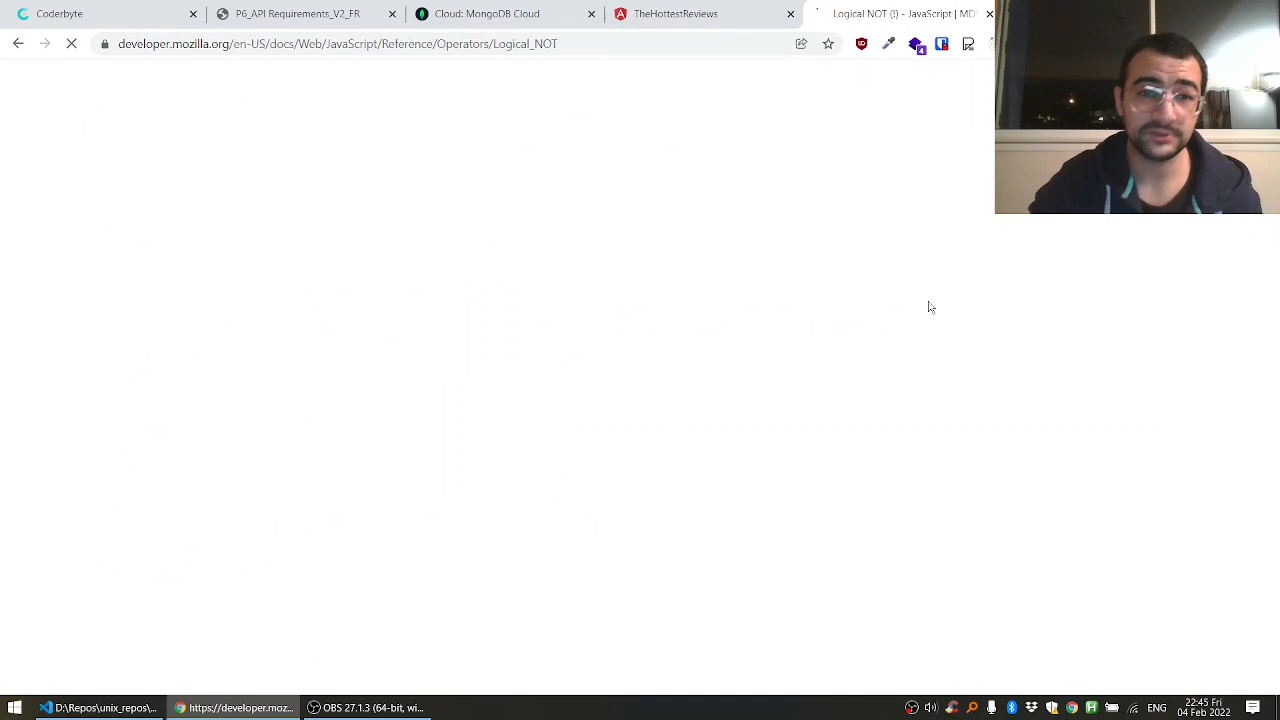 Coderbyte
P6_API Requirements_V2_FR
Cloud: MongoDB Cloud
TheHottestReviews
Logical NOT (!) - JavaScript | MD
developer.mozilla.org/en-US/docs/Web/JavaScript/Reference/Operators/Logical_NOT
4
D:\Repos\unix_repos\...
https://developer.moz...
OBS 27.1.3 (64-bit, wi...
ENG
22:45 Fri
04 Feb 2022